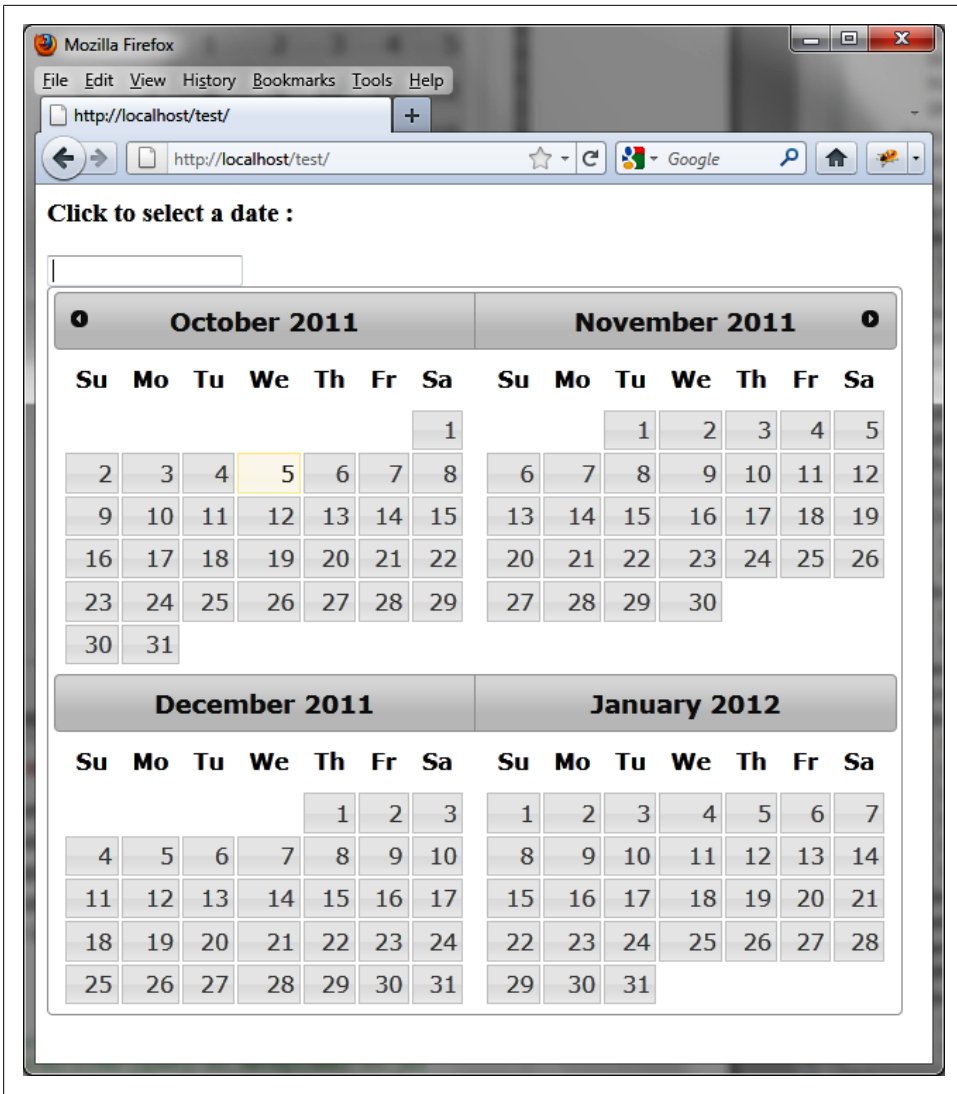 Mozilla Firefox
File Edit View History Bookmarks Tools Help
http://localhost/test/
http://localhost/test/ Google
Click to select a date :
October 2011 November 2011
Su Mo Tu We Th Fr Sa Su Mo Tu We Th Fr Sa
1 1 2 3 4 5
2 3 4 5 6 7 8 6 7 8 9 10 11 12
9 10 11 12 13 14 15 13 14 15 16 17 18 19
16 17 18 19 20 21 22 20 21 22 23 24 25 26
23 24 25 26 27 28 29 27 28 29 30
30 31
December 2011 January 2012
Su Mo Tu We Th Fr Sa Su Mo Tu We Th Fr Sa
1 2 3 1 2 3 4 5 6 7
4 5 6 7 8 9 10 8 9 10 11 12 13 14
11 12 13 14 15 16 17 15 16 17 18 19 20 21
18 19 20 21 22 23 24 22 23 24 25 26 27 28
25 26 27 28 29 30 31 29 30 31